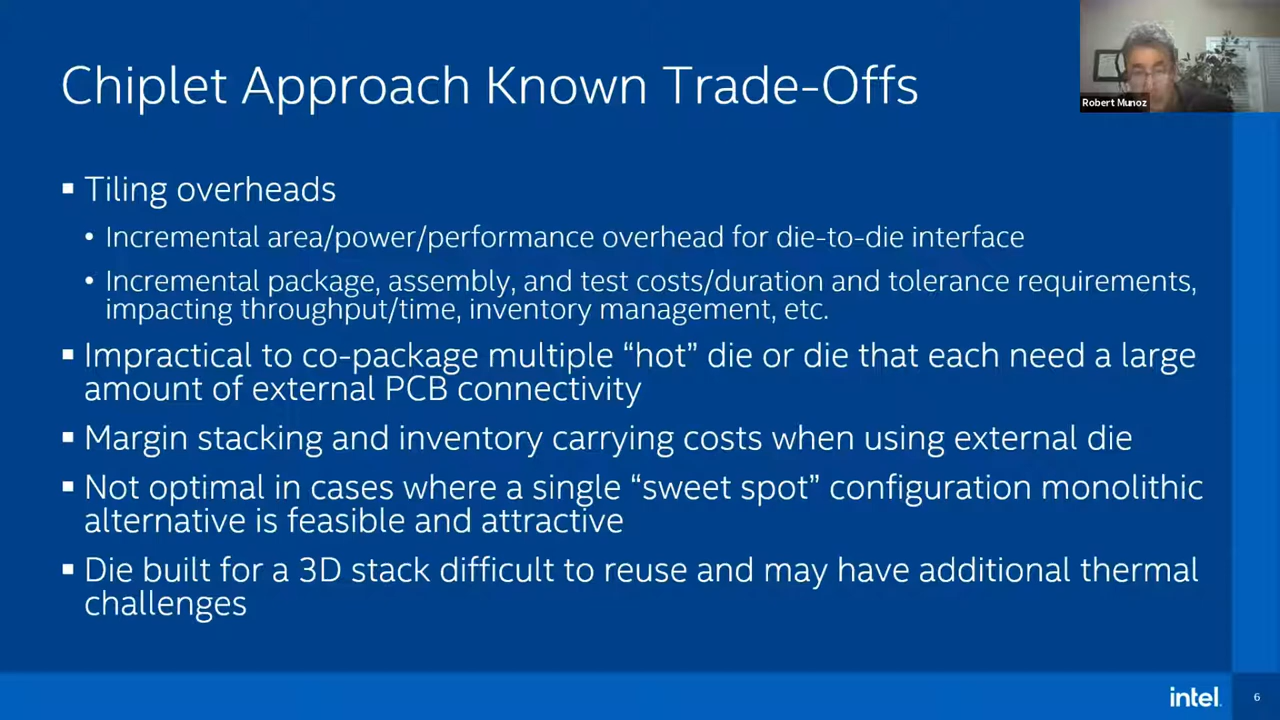 Chiplet Approach Known Trade-Offs
Robert Munoz
▪ Tiling overheads
• Incremental area/power/performance overhead for die-to-die interface
• Incremental package, assembly, and test costs/duration and tolerance requirements,
impacting throughput/time, inventory management, etc.
▪ Impractical to co-package multiple “hot” die or die that each need a large
amount of external PCB connectivity
▪ Margin stacking and inventory carrying costs when using external die
▪ Not optimal in cases where a single “sweet spot” configuration monolithic
alternative is feasible and attractive
▪ Die built for a 3D stack difficult to reuse and may have additional thermal
challenges
intel.
6